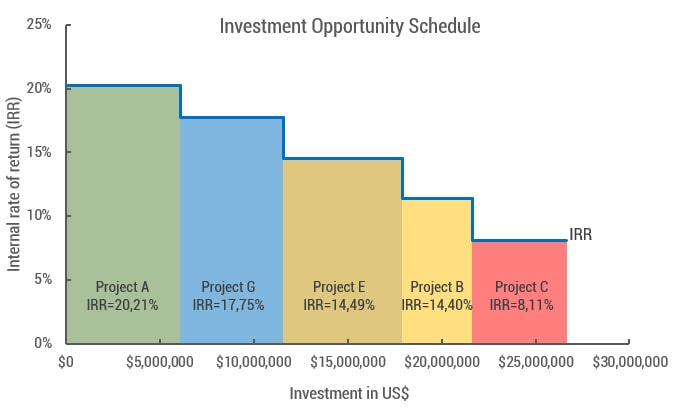 Investment Opportunity Schedule
Internal rate of return (IRR)
25%
20%
15%
10%
5%
0%
IRR
Project A
IRR=20,21%
Project G
IRR=17,75%
Project E
IRR=14,49%
Project B
IRR=14,40%
Project C
IRR=8,11%
$0
$5,000,000
$10,000,000
$15,000,000
$20,000,000
$25,000,000
$30,000,000
Investment in US$